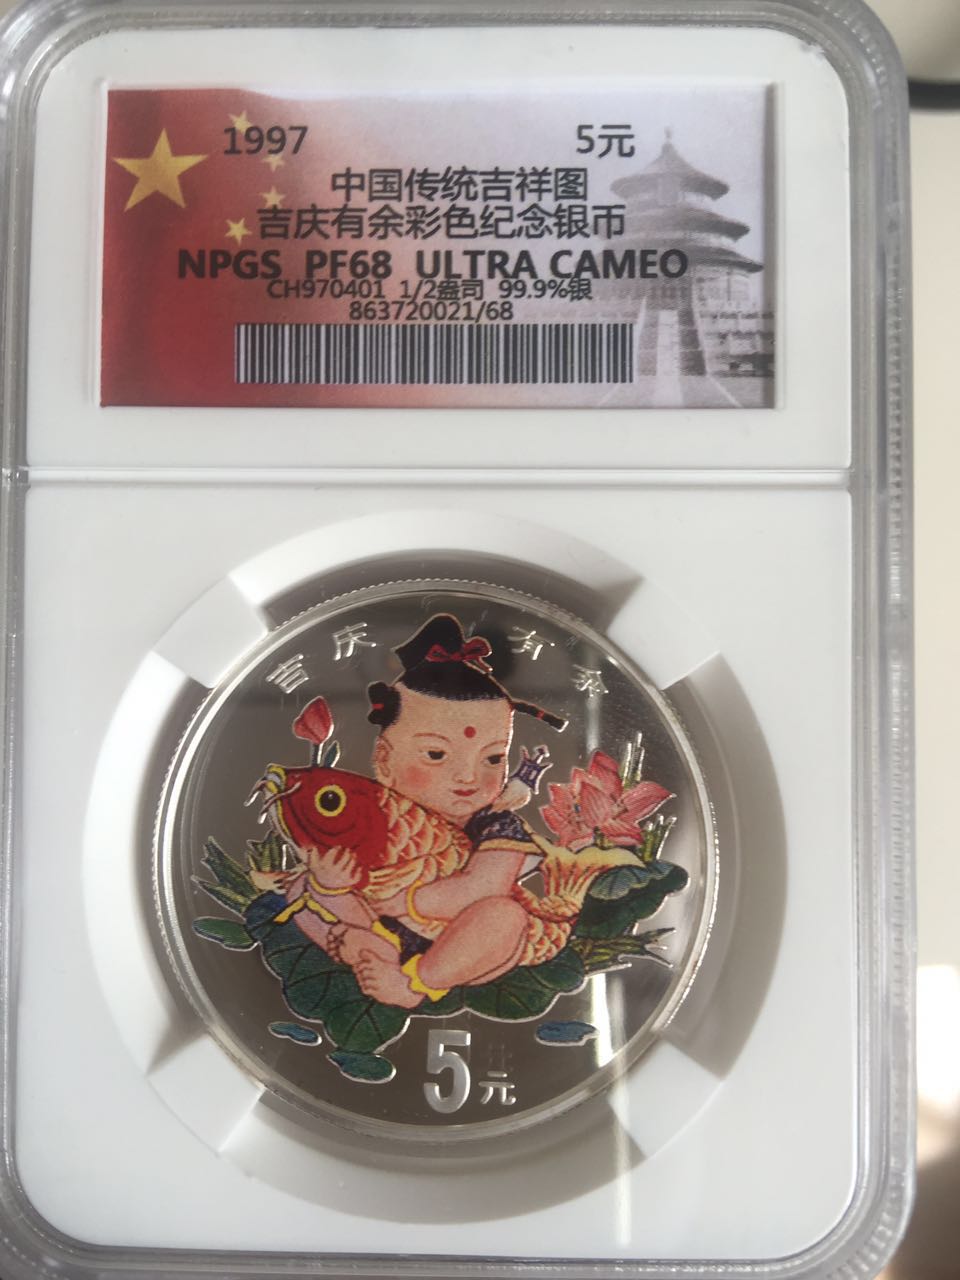 1997 5元
中国传统吉祥图
吉庆有余彩色纪念银币
NPGS PF68 ULTRA CAMEO
CH970401 1/2盎司 99.9%银
863720021/68
吉庆有余
5元